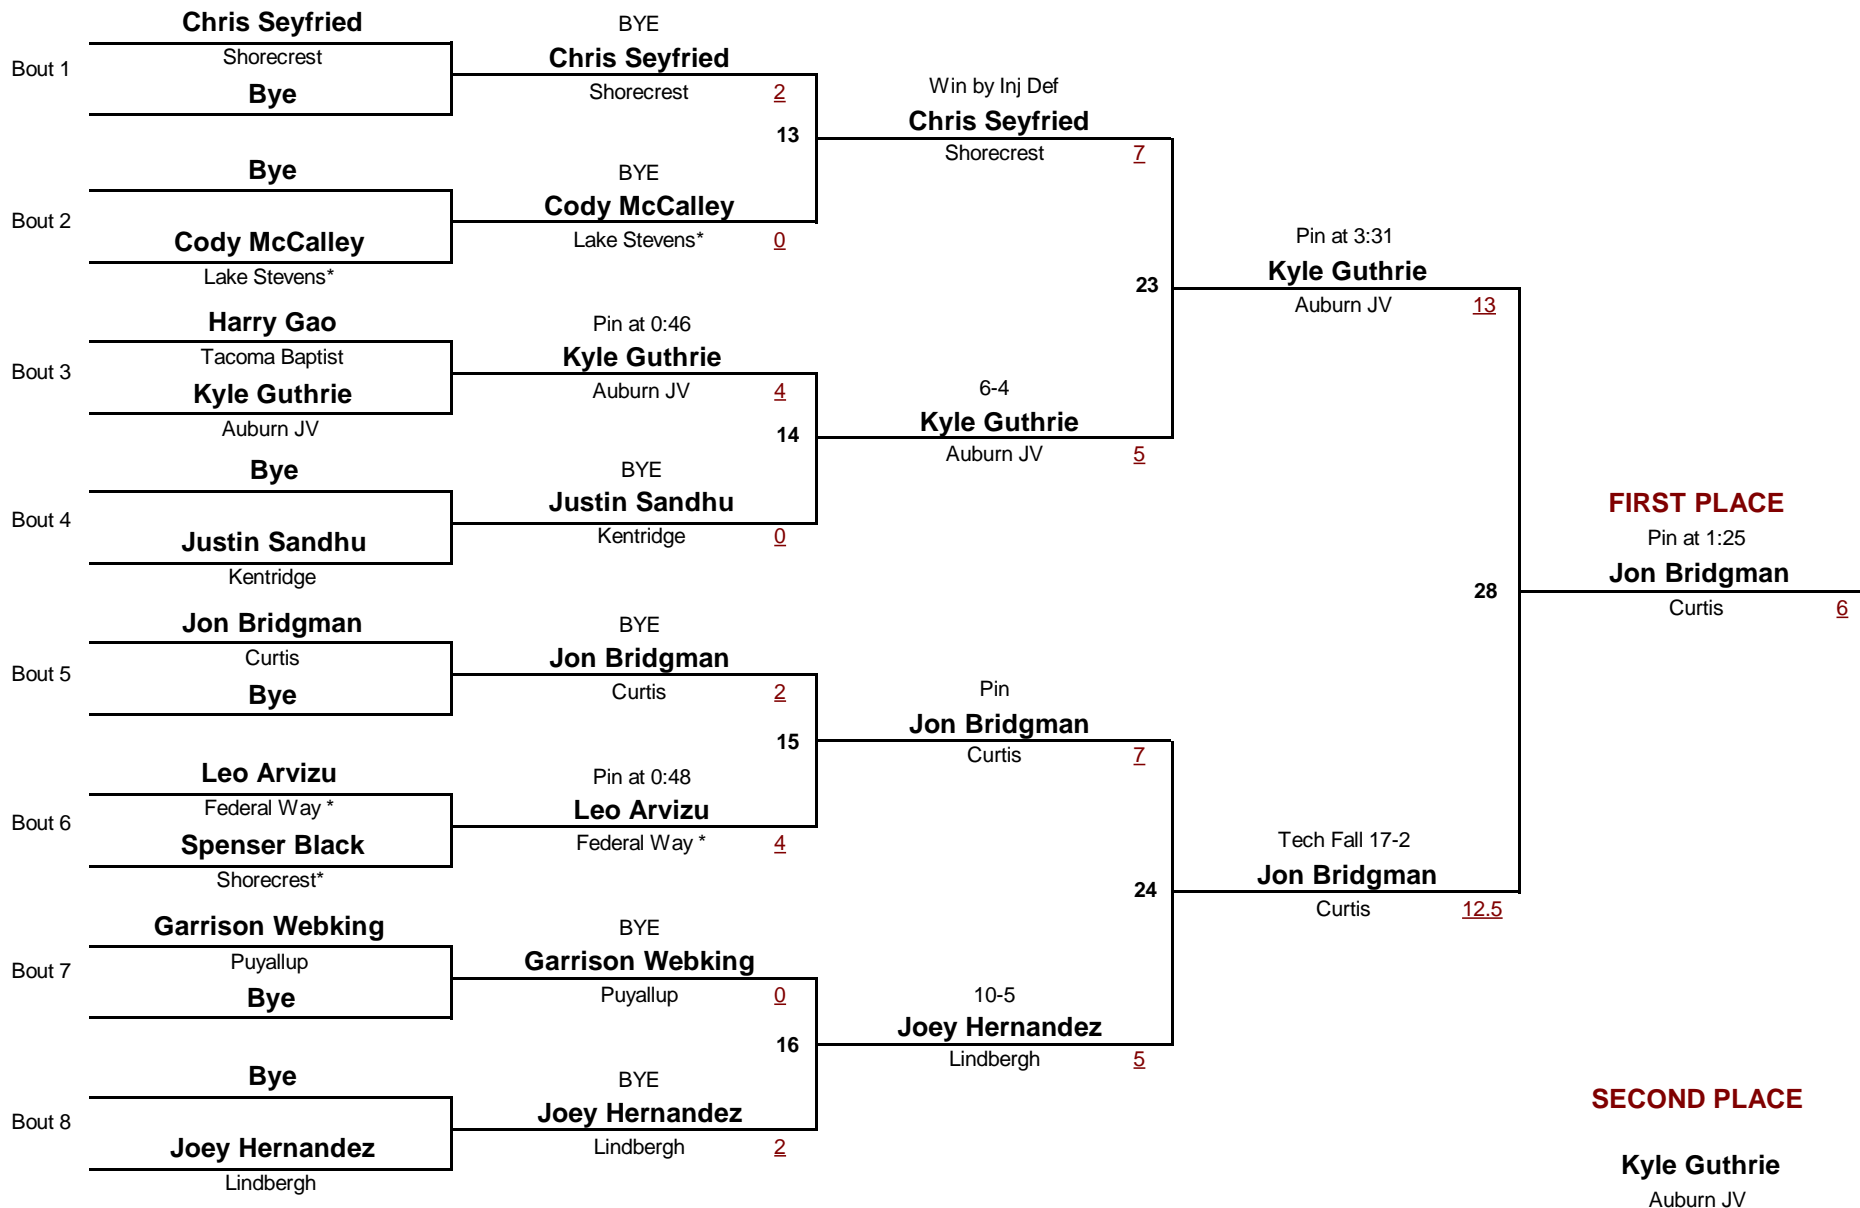 Chris Seyfried
Bout 1
Shorecrest
Bye
Bye
Bout 2
Cody McCalley
Lake Stevens*
Harry Gao
Bout 3
Tacoma Baptist
Kyle Guthrie
Auburn JV
Bye
Bout 4
Justin Sandhu
Kentridge
Jon Bridgman
Bout 5
Curtis
Bye
Leo Arvizu
Bout 6
Federal Way *
Spenser Black
Shorecrest*
Garrison Webking
Bout 7
Puyallup
Bye
Bye
Bout 8
Joey Hernandez
Lindbergh
BYE
Chris Seyfried
Shorecrest 2
13
BYE
Cody McCalley
Lake Stevens* 0
Pin at 0:46
Kyle Guthrie
Auburn JV 4
14
BYE
Justin Sandhu
Kentridge 0
BYE
Jon Bridgman
Curtis 2
15
Pin at 0:48
Leo Arvizu
Federal Way * 4
BYE
Garrison Webking
Puyallup 0
16
BYE
Joey Hernandez
Lindbergh 2
Win by Inj Def
Chris Seyfried
Shorecrest 7
23
6-4
Kyle Guthrie
Auburn JV 5
Pin
Jon Bridgman
Curtis 7
24
10-5
Joey Hernandez
Lindbergh 5
Pin at 3:31
Kyle Guthrie
Auburn JV 13
28
Tech Fall 17-2
Jon Bridgman
Curtis 12.5
FIRST PLACE
Pin at 1:25
Jon Bridgman
Curtis 6
SECOND PLACE
Kyle Guthrie
Auburn JV